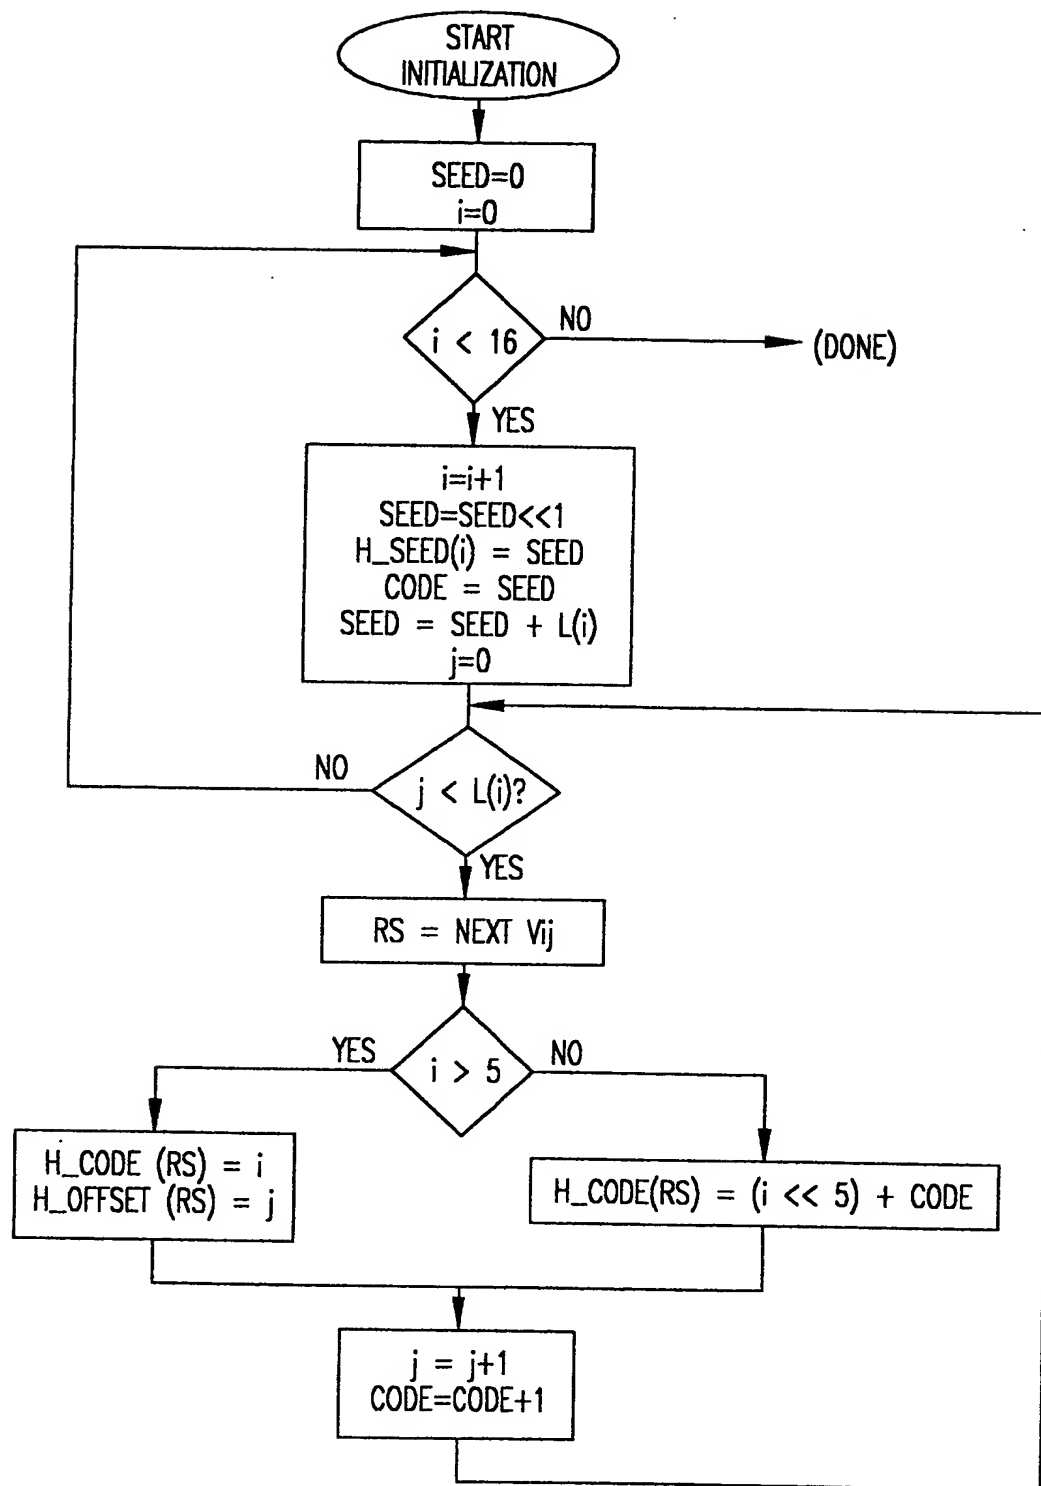 START
INITIALIZATION
SEED=0
i=0
i < 16
NO
(DONE)
YES
i=i+1
SEED=SEED<<1
H_SEED(i) = SEED
CODE = SEED
SEED = SEED + L(i)
j=0
NO
j < L(i)?
YES
RS = NEXT Vij
YES
i > 5
NO
H_CODE (RS) = i
H_OFFSET (RS) = j
H_CODE(RS) = (i << 5) + CODE
j = j+1
CODE=CODE+1